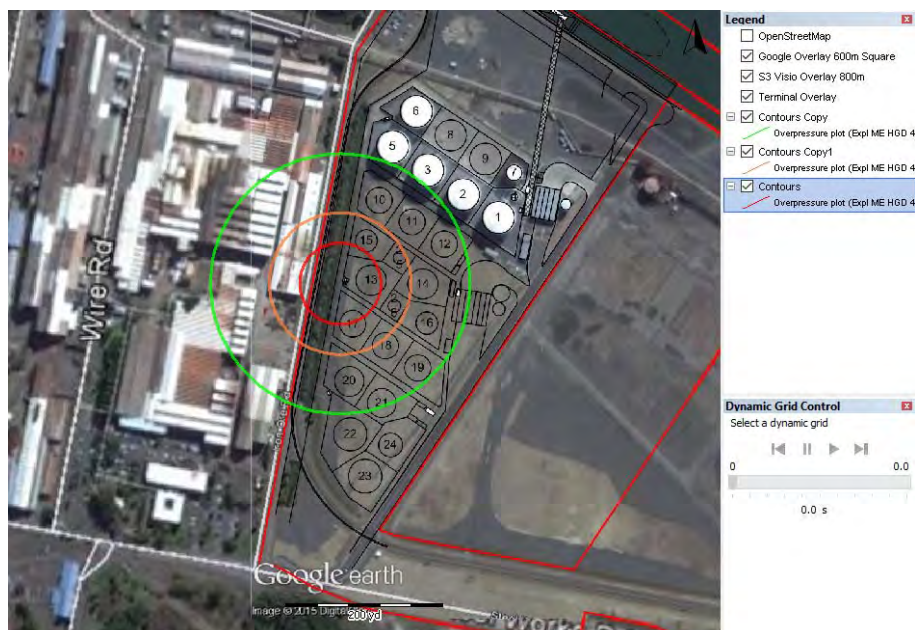 Legend
OpenStreetMap
Google Overlay 600m Square
S3 Visio Overlay 800m
Terminal Overlay
Contours Copy
Overpressure plot (Expl ME HGD 4
Contours Copy1
Overpressure plot (Expl ME HGD 4
Contours
Overpressure plot (Expl ME HGD 4
Dynamic Grid Control
Select a dynamic grid
0 0.0
0.0 s
Wire Rd
6
8
5
9
3
7
2
1
10
11
12
15
13
14
17
16
18
19
20
21
22
24
23
Google earth
Image © 2015
200 yd